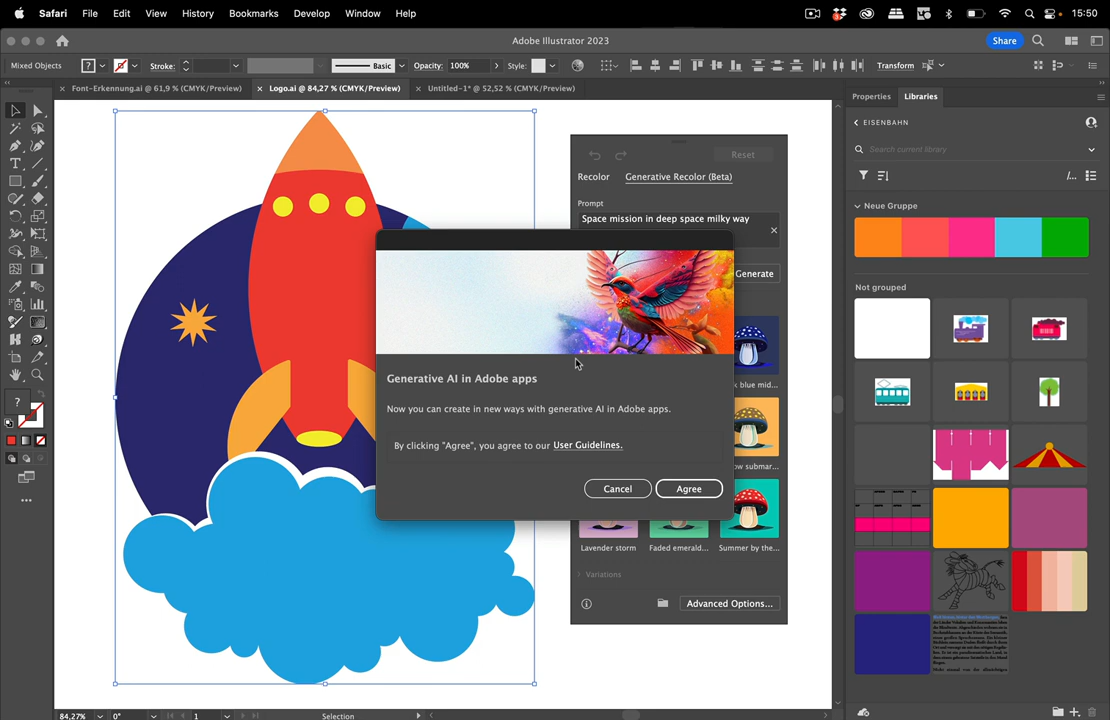 Safari File Edit View History Bookmarks Develop Window Help 3 15:50
Adobe Illustrator 2023 Share
Mixed Objects ? Stroke: Basic Opacity: 100% Style: Transform
Font-Erkennung.ai @ 61,9 % (CMYK/Preview) Logo.ai @ 84,27 % (CMYK/Preview) Untitled-1* @ 52,52 % (CMYK/Preview)
Properties Libraries
EISENBAHN
Search current library
Neue Gruppe
Not grouped
Reset
Recolor Generative Recolor (Beta)
Prompt
Space mission in deep space milky way
Generate
Generative AI in Adobe apps
Now you can create in new ways with generative AI in Adobe apps.
By clicking "Agree", you agree to our User Guidelines.
Cancel Agree
k blue mid...
ow submar...
Lavender storm Faded emerald... Summer by the...
Variations
Advanced Options...
?
84,27% 0° 1 Selection